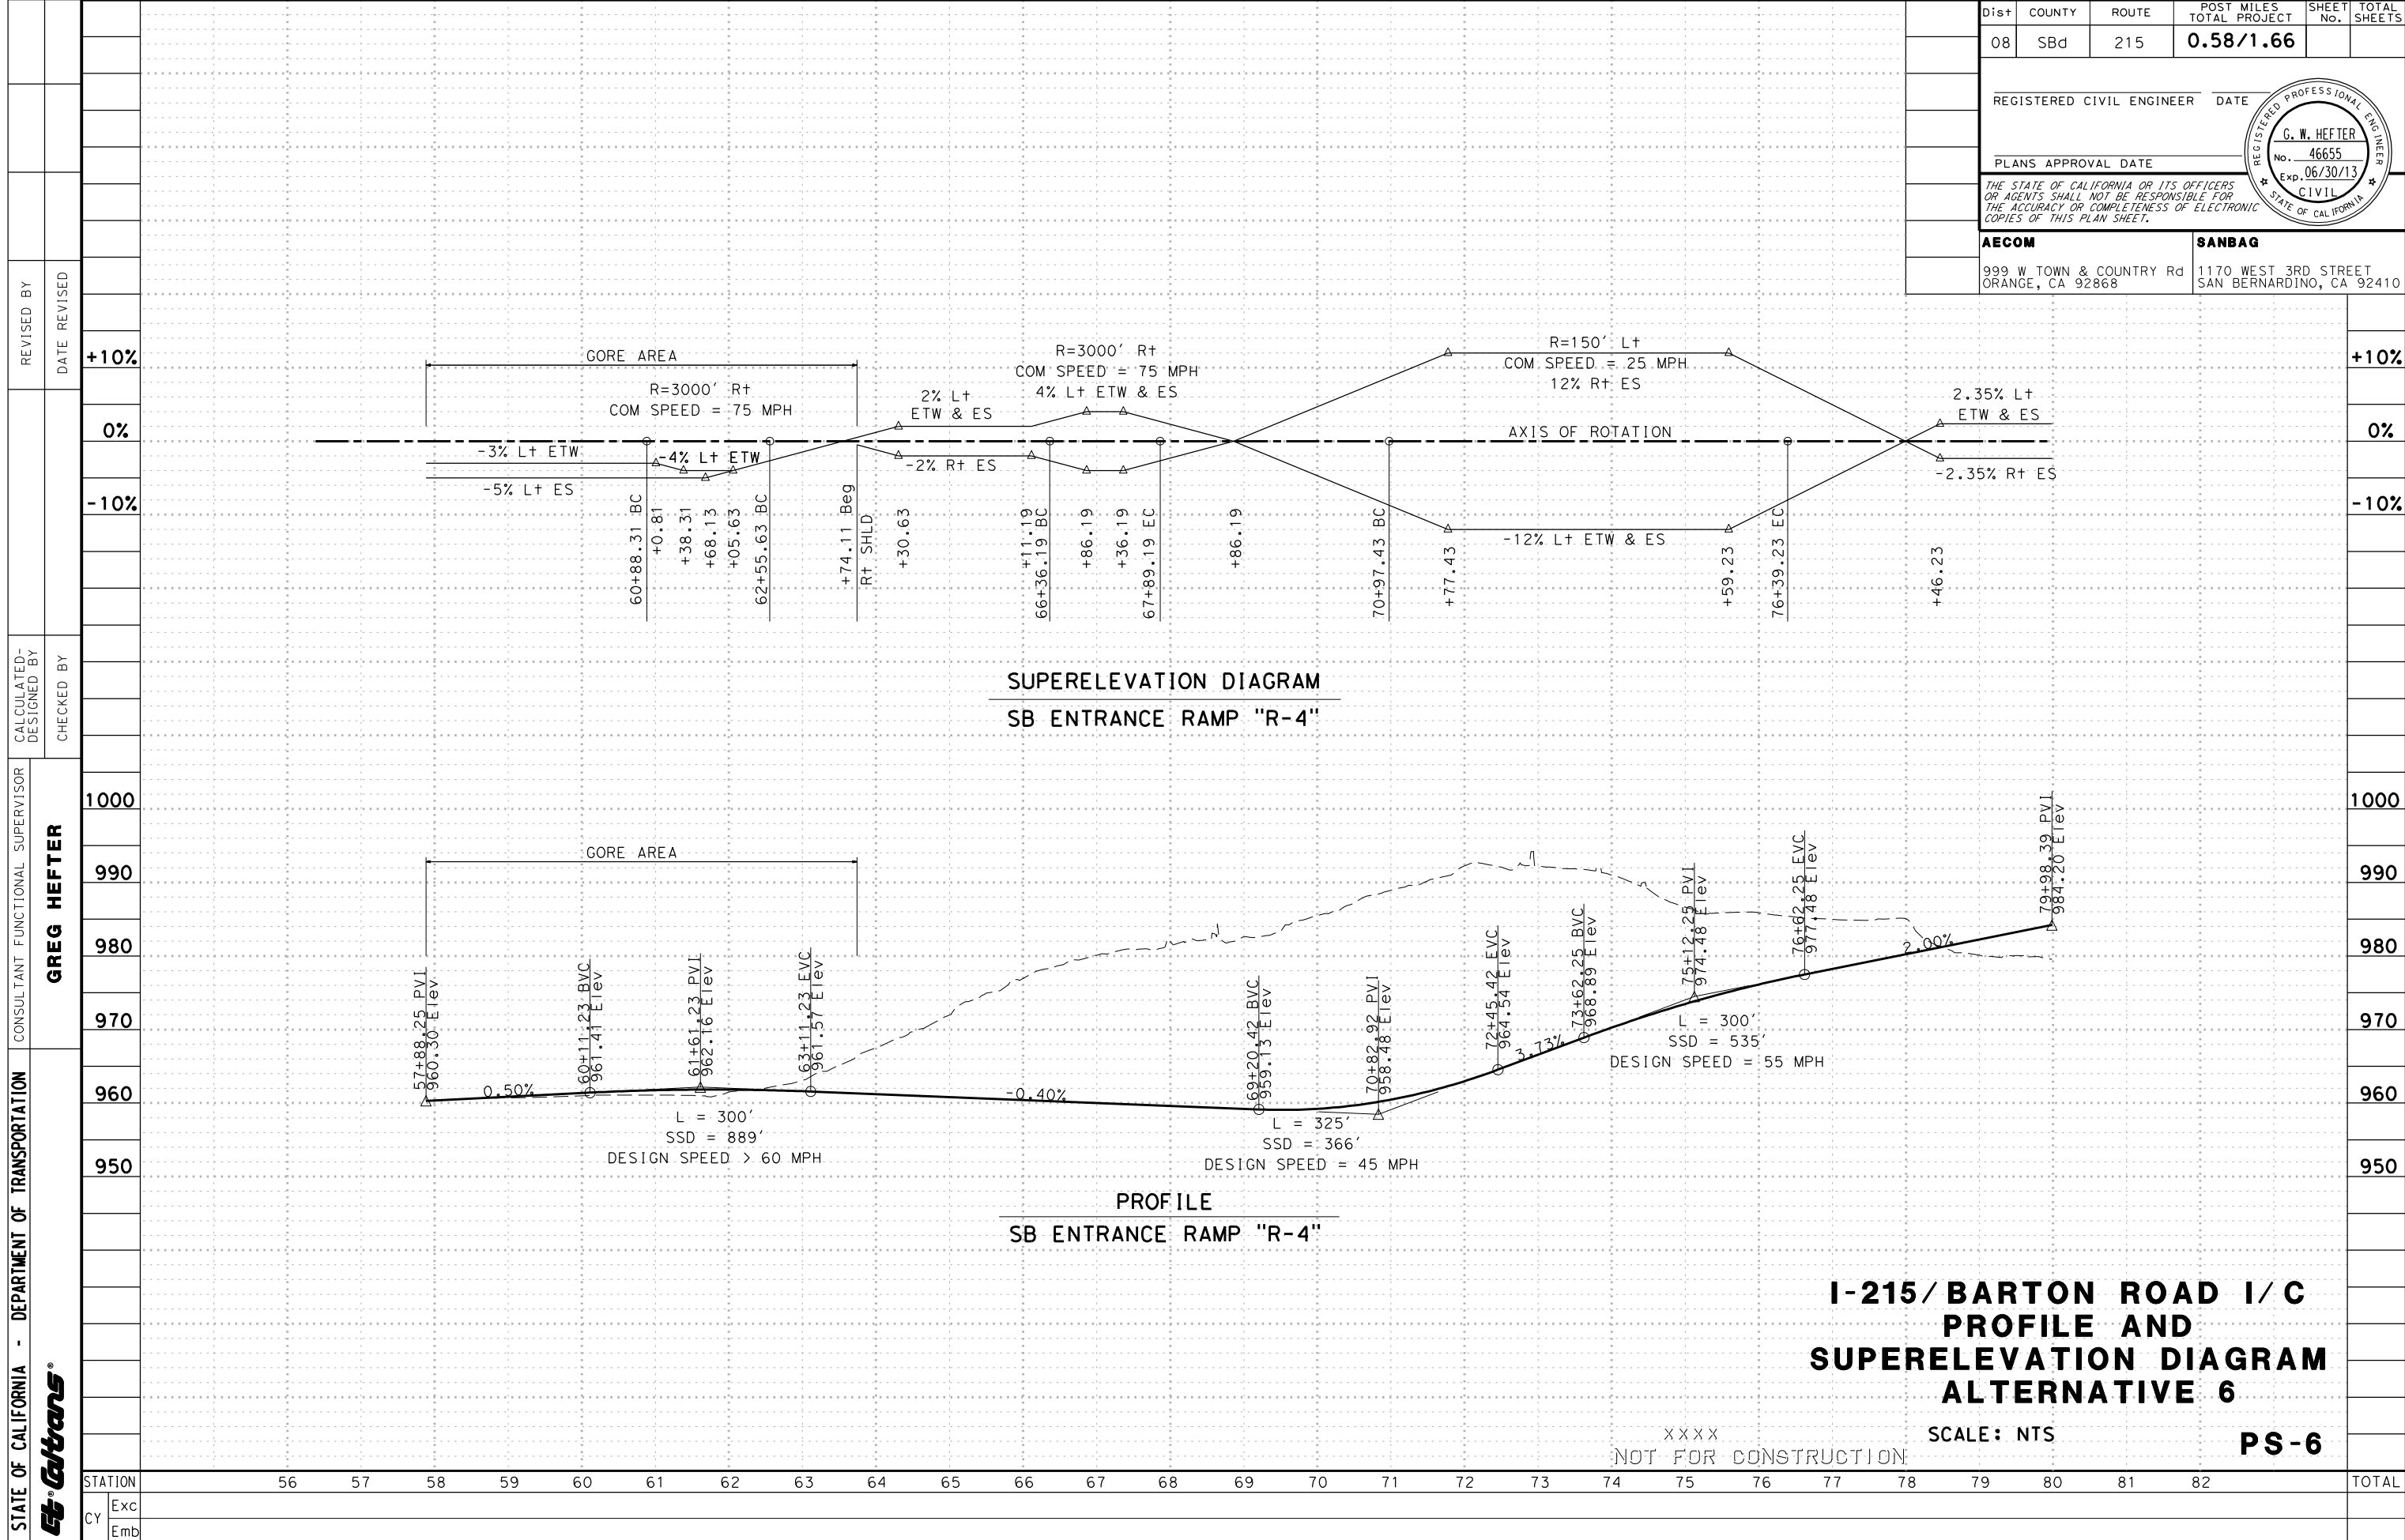 Dist COUNTY ROUTE POST MILES TOTAL PROJECT SHEET No. TOTAL SHEETS
08 SBd 215 0.58/1.66
REGISTERED CIVIL ENGINEER DATE
PLANS APPROVAL DATE
REGISTERED PROFESSIONAL ENGINEER
G. W. HEFTER
No. 46655
Exp. 06/30/13
CIVIL
STATE OF CALIFORNIA
THE STATE OF CALIFORNIA OR ITS OFFICERS
OR AGENTS SHALL NOT BE RESPONSIBLE FOR
THE ACCURACY OR COMPLETENESS OF ELECTRONIC
COPIES OF THIS PLAN SHEET.
AECOM
999 W TOWN & COUNTRY Rd
ORANGE, CA 92868
SANBAG
1170 WEST 3RD STREET
SAN BERNARDINO, CA 92410
REVISED BY
DATE REVISED
CALCULATED-
DESIGNED BY
CHECKED BY
CONSULTANT FUNCTIONAL SUPERVISOR
GREG HEFTER
STATE OF CALIFORNIA - DEPARTMENT OF TRANSPORTATION
Ct® Caltrans®
+10%
0%
-10%
+10%
0%
-10%
GORE AREA
R=3000' Rt
COM SPEED = 75 MPH
-3% Lt ETW
-4% Lt ETW
-5% Lt ES
2% Lt
ETW & ES
-2% Rt ES
R=3000' Rt
COM SPEED = 75 MPH
4% Lt ETW & ES
R=150' Lt
COM SPEED = 25 MPH
12% Rt ES
AXIS OF ROTATION
-12% Lt ETW & ES
2.35% Lt
ETW & ES
-2.35% Rt ES
60+88.31 BC
+0.81
+38.31
+68.13
+05.63
62+55.63 BC
+74.11 Beg
Rt SHLD
+30.63
+11.19
66+36.19 BC
+86.19
+36.19
67+89.19 EC
+86.19
70+97.43 BC
+77.43
+59.23
76+39.23 EC
+46.23
SUPERELEVATION DIAGRAM
SB ENTRANCE RAMP "R-4"
1000
990
980
970
960
950
1000
990
980
970
960
950
GORE AREA
57+88.25 PVI
960.30 Elev
0.50%
60+11.23 BVC
961.41 Elev
61+61.23 PVI
962.16 Elev
63+11.23 EVC
961.57 Elev
L = 300'
SSD = 889'
DESIGN SPEED > 60 MPH
-0.40%
69+20.42 BVC
959.13 Elev
70+82.92 PVI
958.48 Elev
72+45.42 EVC
964.54 Elev
L = 325'
SSD = 366'
DESIGN SPEED = 45 MPH
3.73%
73+62.25 BVC
968.89 Elev
75+12.25 PVI
974.48 Elev
76+62.25 EVC
977.48 Elev
L = 300'
SSD = 535'
DESIGN SPEED = 55 MPH
2.00%
79+98.39 PVI
984.20 Elev
PROFILE
SB ENTRANCE RAMP "R-4"
I-215/BARTON ROAD I/C
PROFILE AND
SUPERELEVATION DIAGRAM
ALTERNATIVE 6
SCALE: NTS
PS-6
XXXX
NOT FOR CONSTRUCTION
STATION 56 57 58 59 60 61 62 63 64 65 66 67 68 69 70 71 72 73 74 75 76 77 78 79 80 81 82 TOTAL
CY Exc
Emb